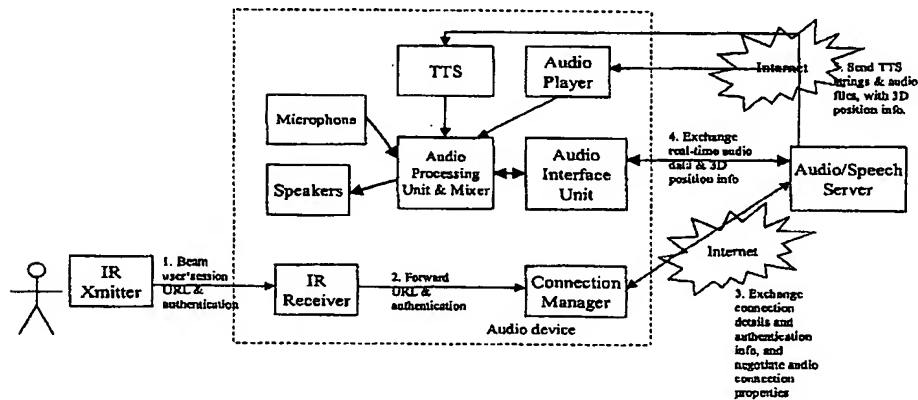 TTS
Audio
Player
Internet
. Send TTS
strings & audio
files, with 3D
position info.
Microphone
Audio
Processing
Unit & Mixer
Audio
Interface
Unit
4. Exchange
real-time audio
data & 3D
position info
Audio/Speech
Server
Speakers
Internet
IR
Xmitter
1. Beam
user'session
URL &
authentication
IR
Receiver
2. Forward
URL &
authentication
Connection
Manager
Audio device
3. Exchange
connection
details and
authentication
info, and
negotiate audio
connection
properties